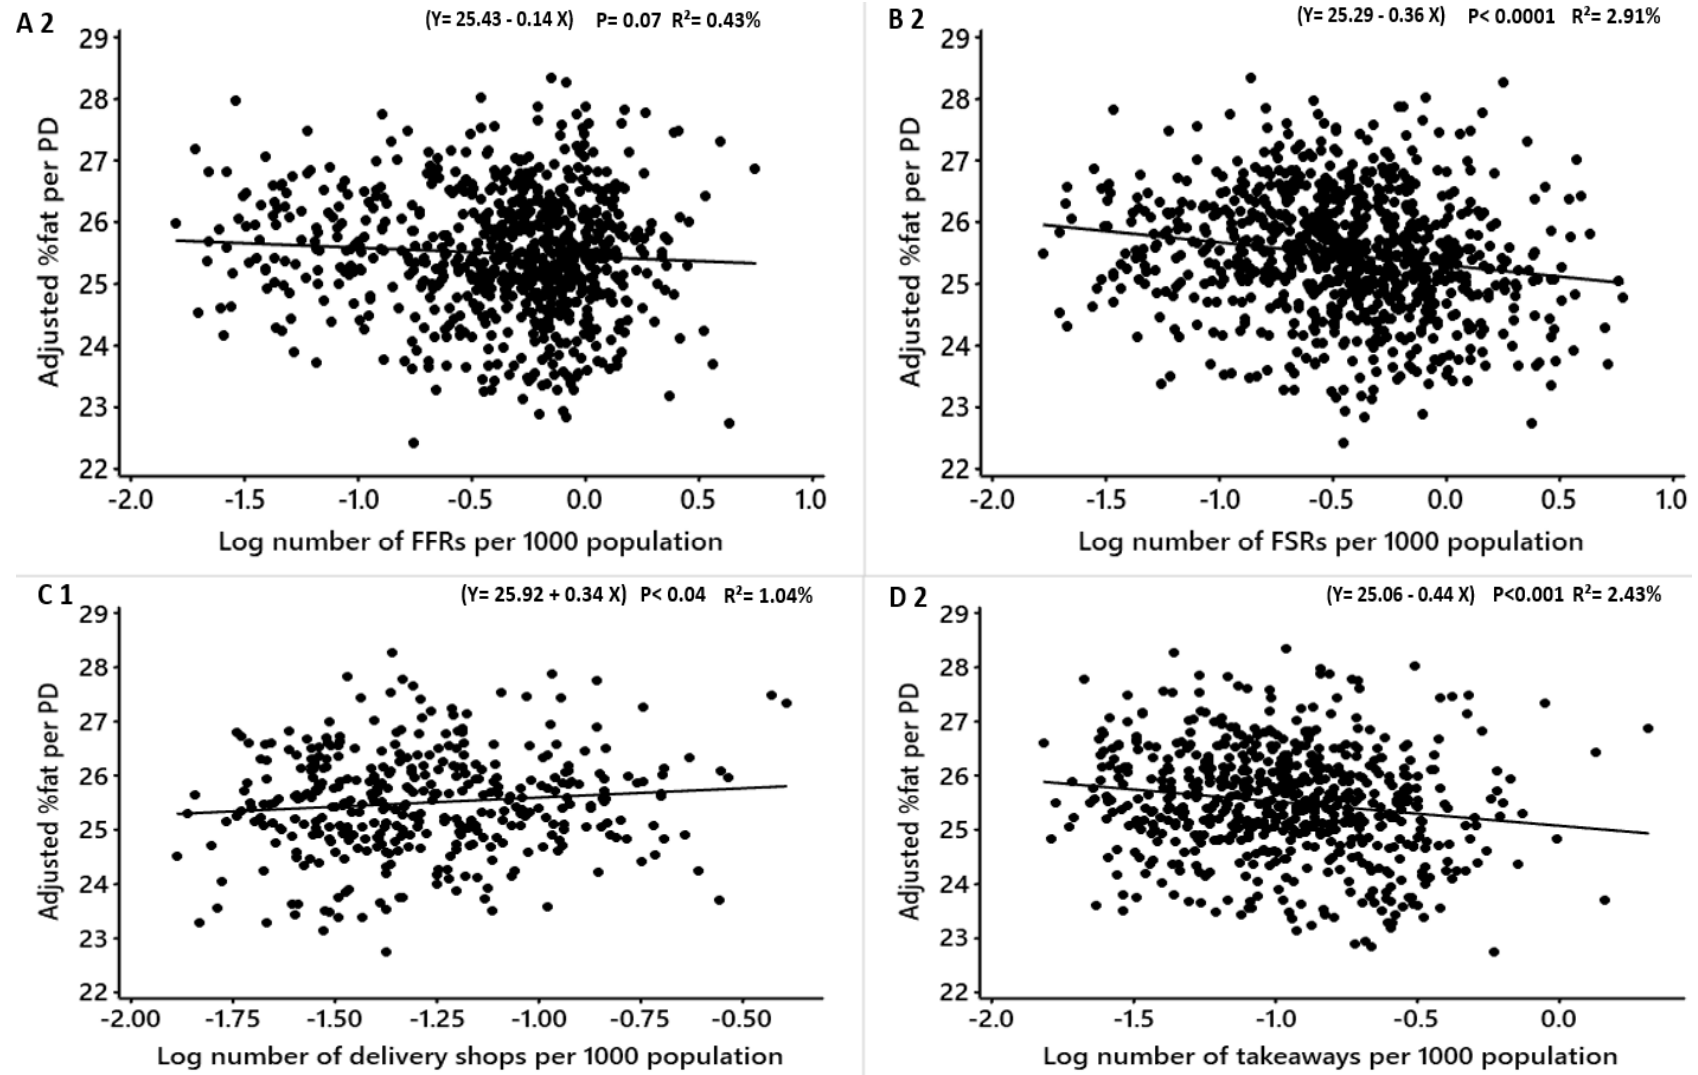 A 2
(Y= 25.43 - 0.14 X) P= 0.07 R²= 0.43%
29
28
27
26
25
24
23
22
Adjusted %fat per PD
-2.0 -1.5 -1.0 -0.5 0.0 0.5 1.0
Log number of FFRs per 1000 population
B 2
(Y= 25.29 - 0.36 X) P< 0.0001 R²= 2.91%
29
28
27
26
25
24
23
22
Adjusted %fat per PD
-2.0 -1.5 -1.0 -0.5 0.0 0.5 1.0
Log number of FSRs per 1000 population
C 1
(Y= 25.92 + 0.34 X) P< 0.04 R²= 1.04%
29
28
27
26
25
24
23
22
Adjusted %fat per PD
-2.00 -1.75 -1.50 -1.25 -1.00 -0.75 -0.50
Log number of delivery shops per 1000 population
D 2
(Y= 25.06 - 0.44 X) P<0.001 R²= 2.43%
29
28
27
26
25
24
23
22
Adjusted %fat per PD
-2.0 -1.5 -1.0 -0.5 0.0
Log number of takeaways per 1000 population